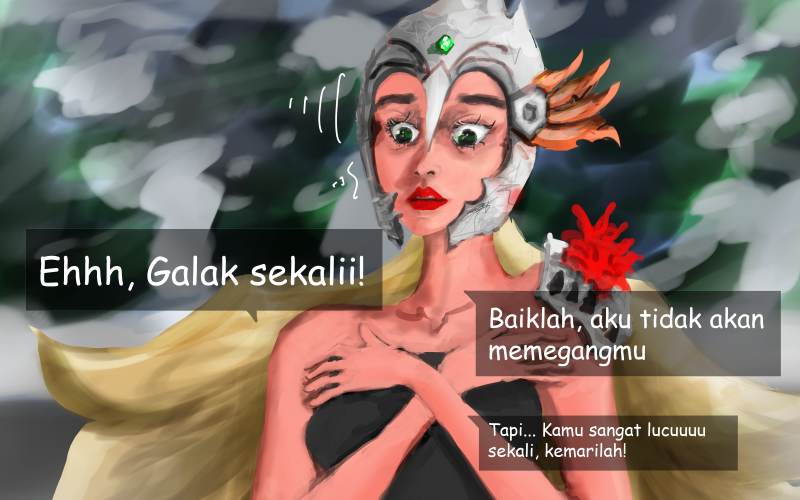 Ehhh, Galak sekalii!
Baiklah, aku tidak akan
memegangmu
Tapi... Kamu sangat lucuuuu
sekali, kemarilah!